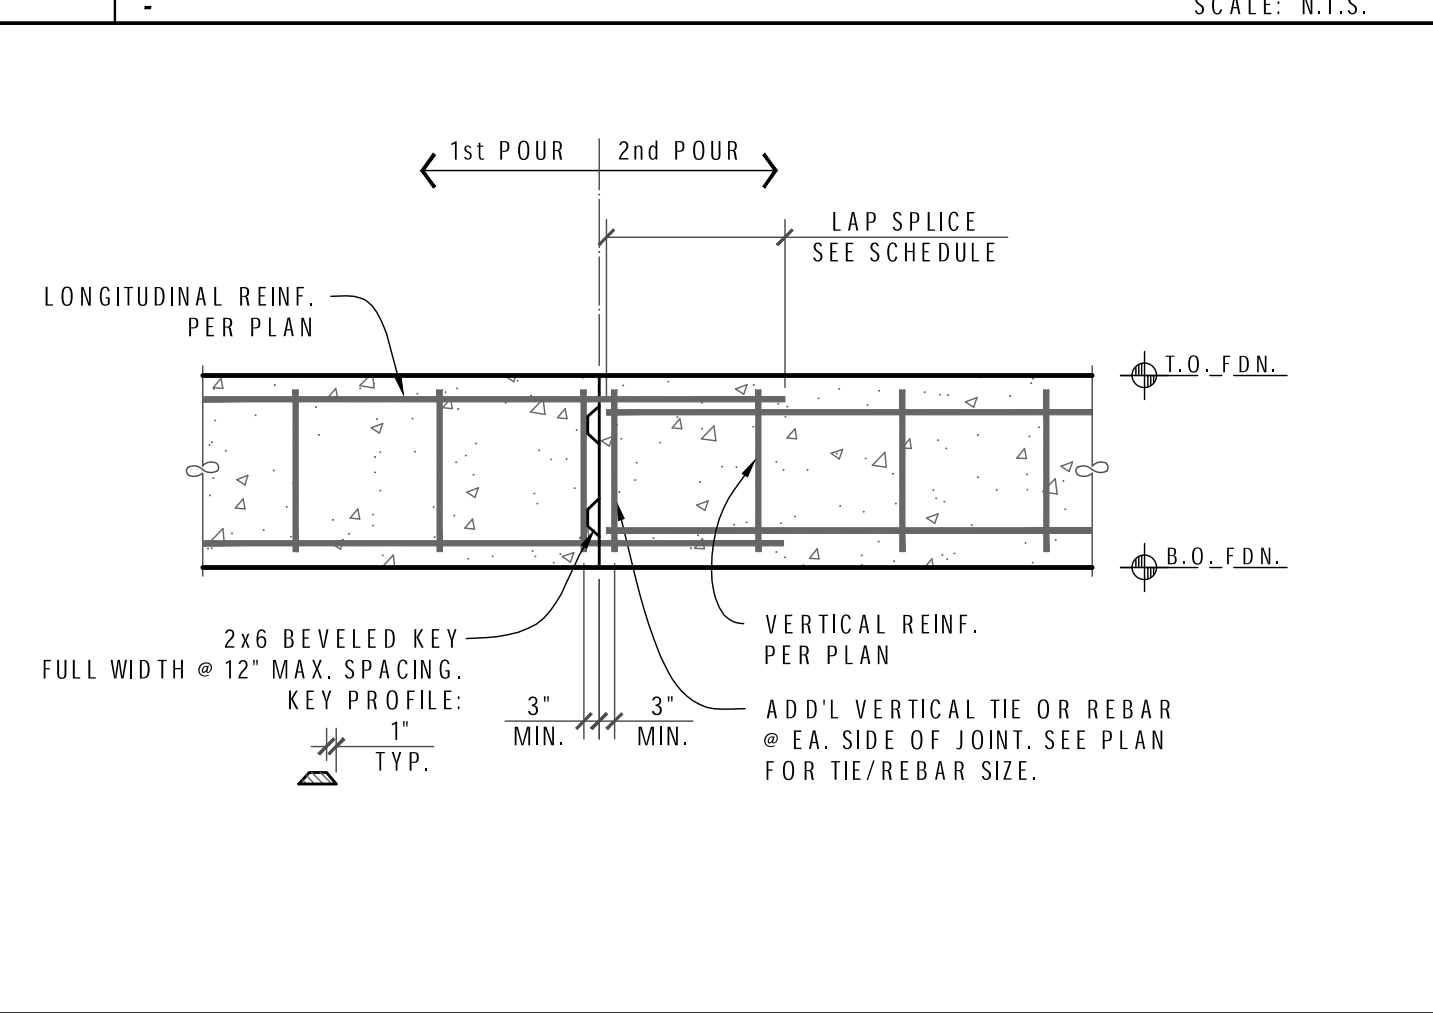 -
SCALE: N.T.S.
1st POUR
2nd POUR
LAP SPLICE
SEE SCHEDULE
LONGITUDINAL REINF.
PER PLAN
T.O. FDN.
B.O. FDN.
2x6 BEVELED KEY
FULL WIDTH @ 12" MAX. SPACING.
KEY PROFILE:
1"
TYP.
3"
MIN.
3"
MIN.
VERTICAL REINF.
PER PLAN
ADD'L VERTICAL TIE OR REBAR
@ EA. SIDE OF JOINT. SEE PLAN
FOR TIE/REBAR SIZE.